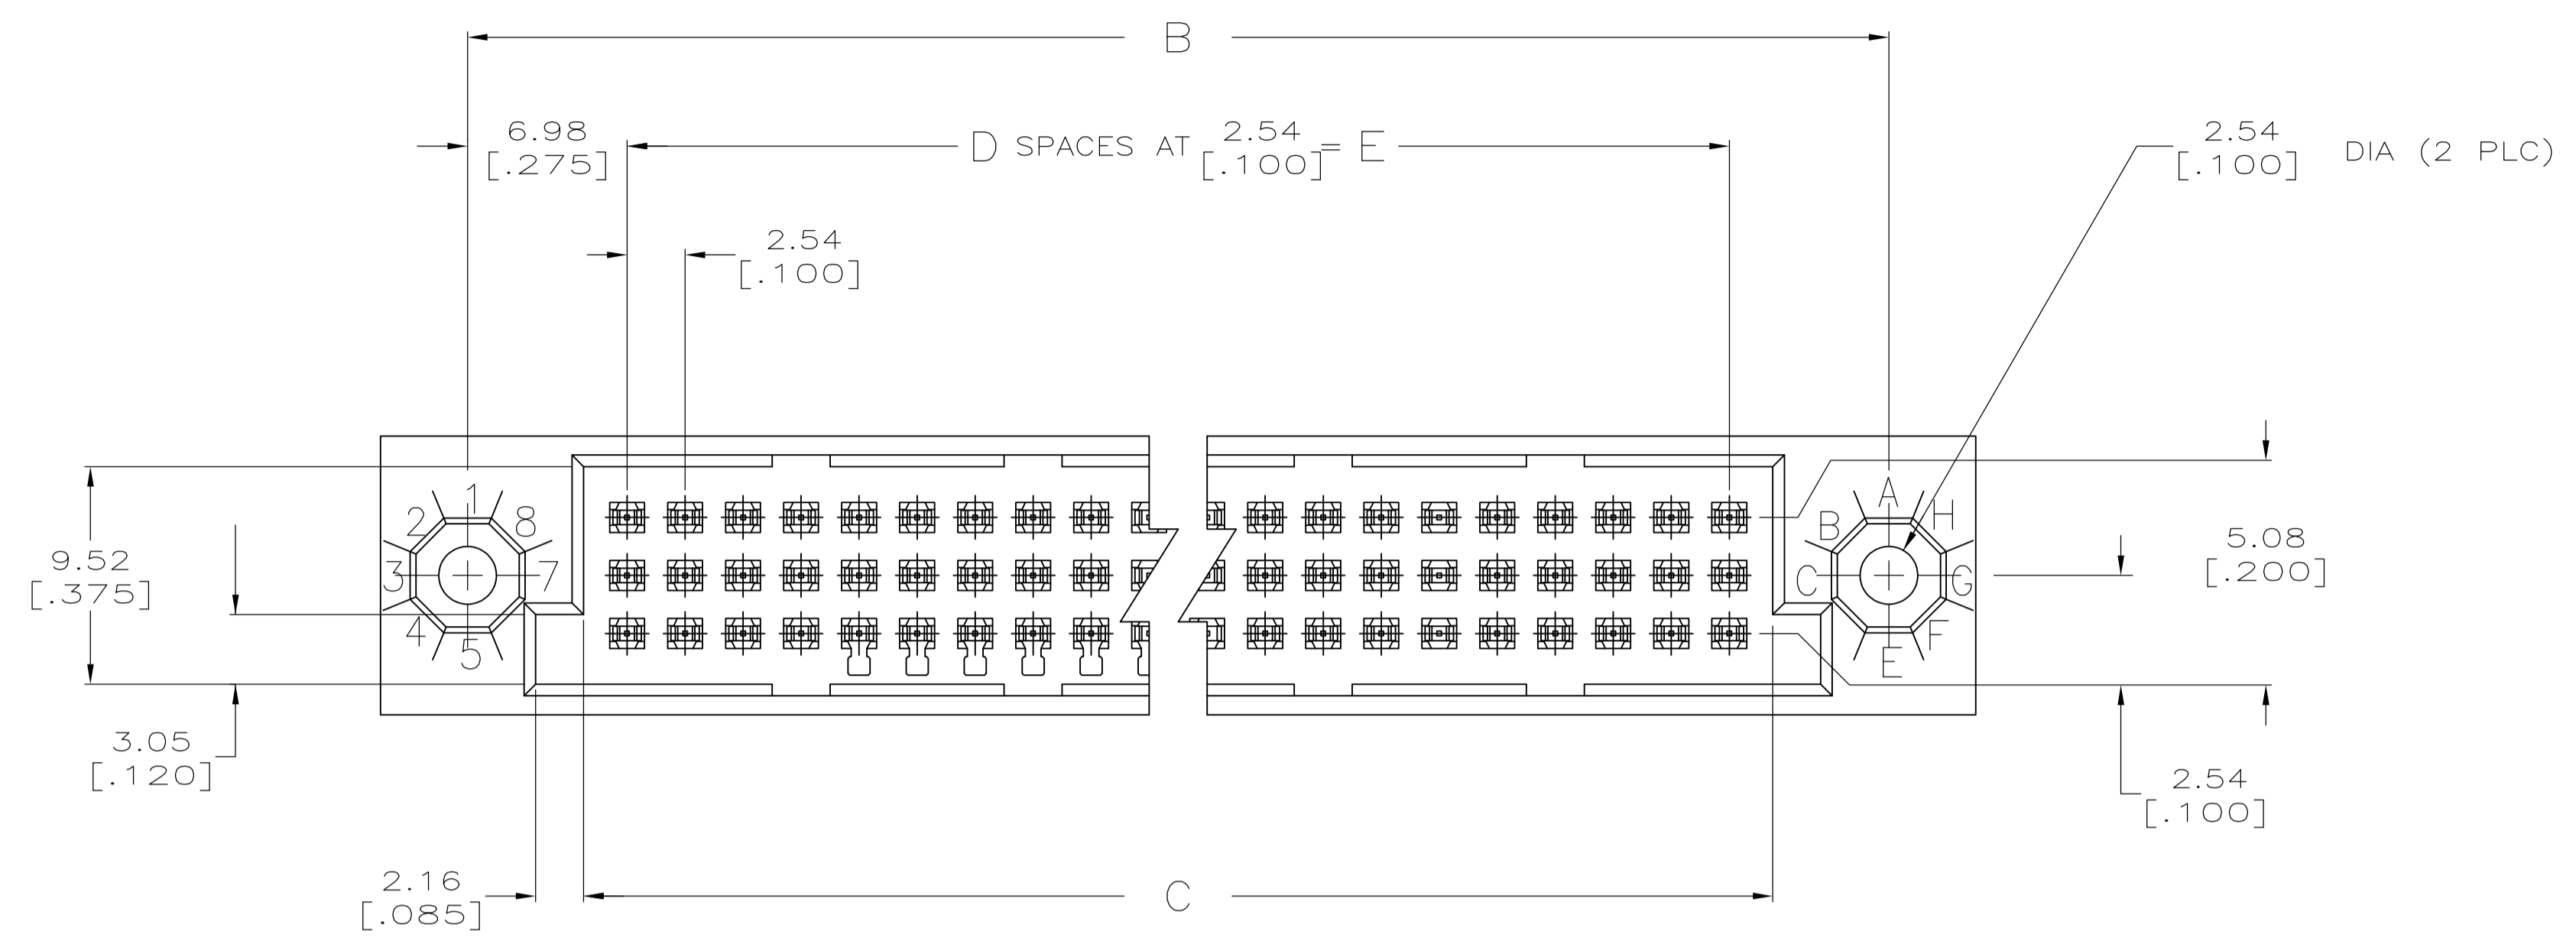 B
6.98
[.275]
D SPACES AT 2.54 [.100] = E
2.54
[.100]
DIA (2 PLC)
2.54
[.100]
1
2
8
3
7
4
5
A
B
H
C
G
F
E
9.52
[.375]
5.08
[.200]
3.05
[.120]
2.54
[.100]
2.16
[.085]
C